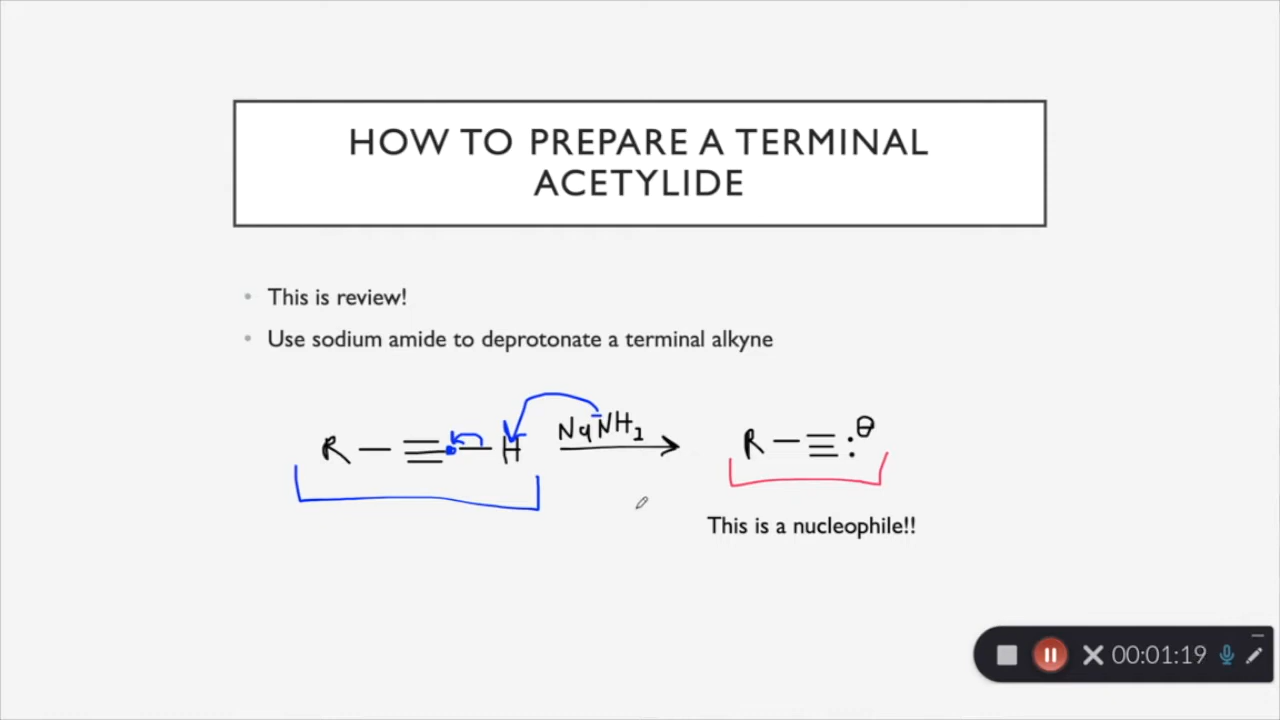 HOW TO PREPARE A TERMINAL
ACETYLIDE
• This is review!
• Use sodium amide to deprotonate a terminal alkyne
R — ≡ — H NaNH₂ → R — ≡ :⊖
This is a nucleophile!!
00:01:19